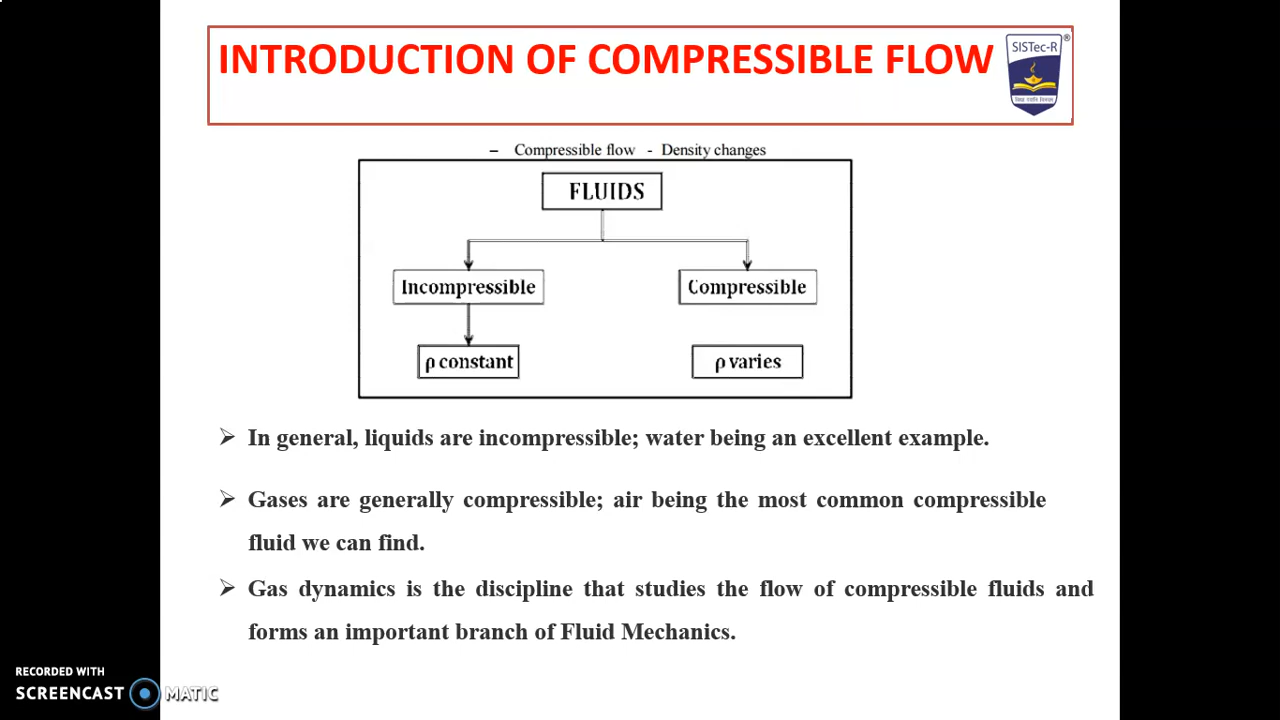 INTRODUCTION OF COMPRESSIBLE FLOW
SISTec-R ®
– Compressible flow - Density changes
FLUIDS
Incompressible Compressible
ρ constant ρ varies
➢ In general, liquids are incompressible; water being an excellent example.
➢ Gases are generally compressible; air being the most common compressible
fluid we can find.
➢ Gas dynamics is the discipline that studies the flow of compressible fluids and
forms an important branch of Fluid Mechanics.
RECORDED WITH
SCREENCAST MATIC